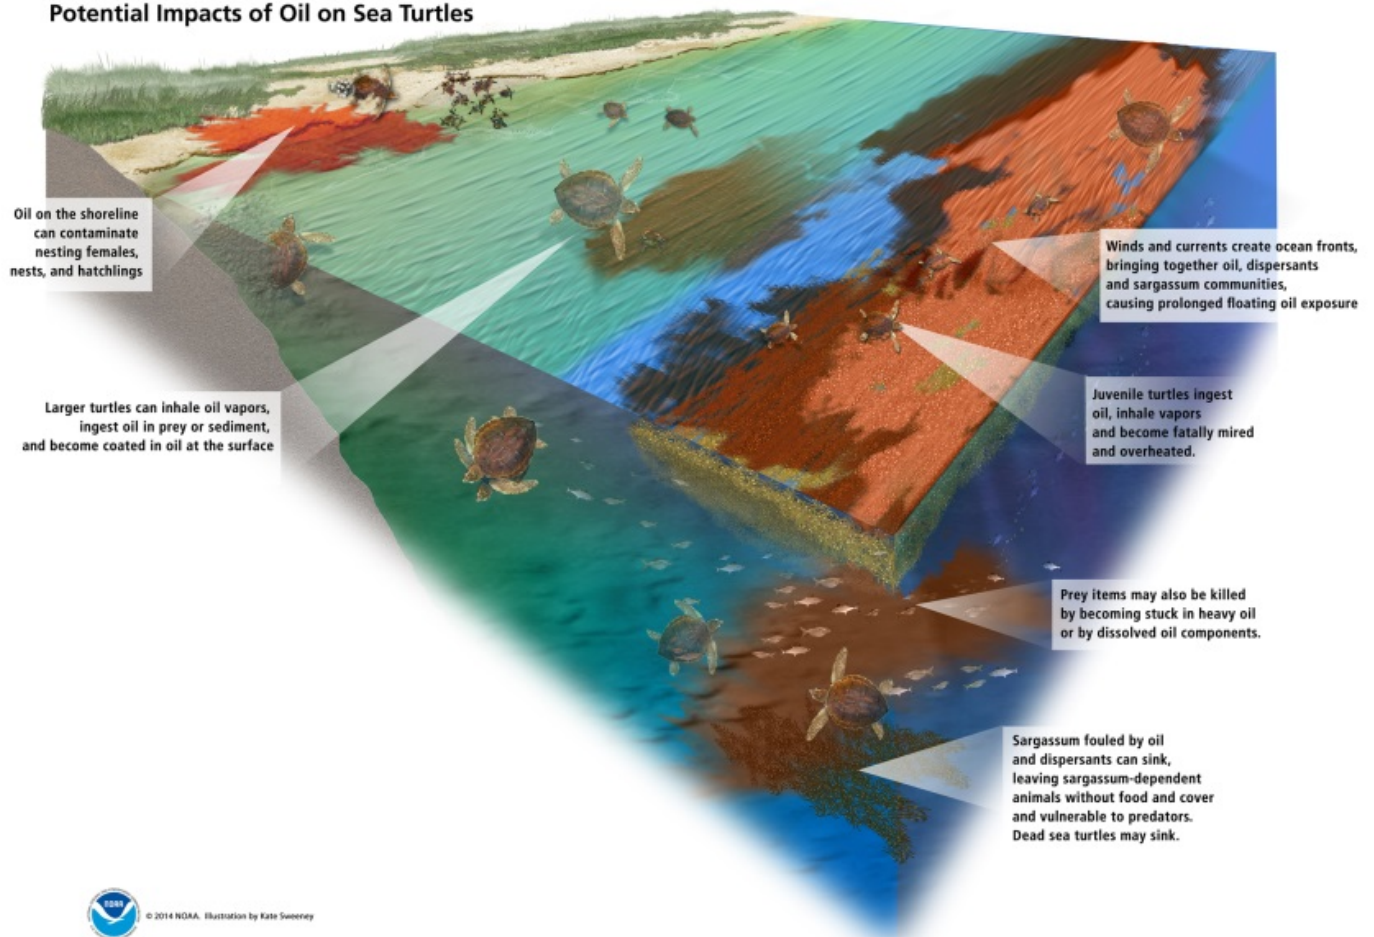 Potential Impacts of Oil on Sea Turtles
Oil on the shoreline
can contaminate
nesting females,
nests, and hatchlings
Winds and currents create ocean fronts,
bringing together oil, dispersants
and sargassum communities,
causing prolonged floating oil exposure
Larger turtles can inhale oil vapors,
ingest oil in prey or sediment,
and become coated in oil at the surface
Juvenile turtles ingest
oil, inhale vapors
and become fatally mired
and overheated.
Prey items may also be killed
by becoming stuck in heavy oil
or by dissolved oil components.
Sargassum fouled by oil
and dispersants can sink,
leaving sargassum-dependent
animals without food and cover
and vulnerable to predators.
Dead sea turtles may sink.
NOAA
© 2014 NOAA. Illustration by Kate Sweeney